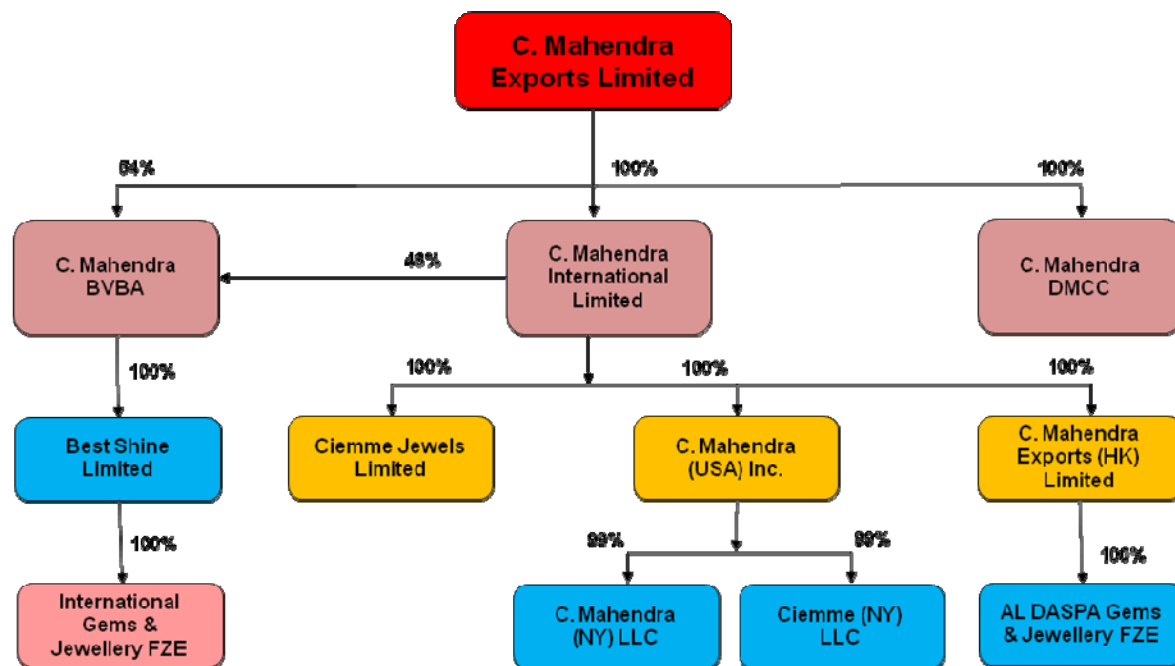 C. Mahendra
Exports Limited
54%
100%
100%
C. Mahendra
BVBA
46%
C. Mahendra
International
Limited
C. Mahendra
DMCC
100%
100%
100%
100%
Best Shine
Limited
Ciemme Jewels
Limited
C. Mahendra
(USA) Inc.
C. Mahendra
Exports (HK)
Limited
100%
99%
99%
100%
International
Gems &
Jewellery FZE
C. Mahendra
(NY) LLC
Ciemme (NY)
LLC
AL DASPA Gems
& Jewellery FZE